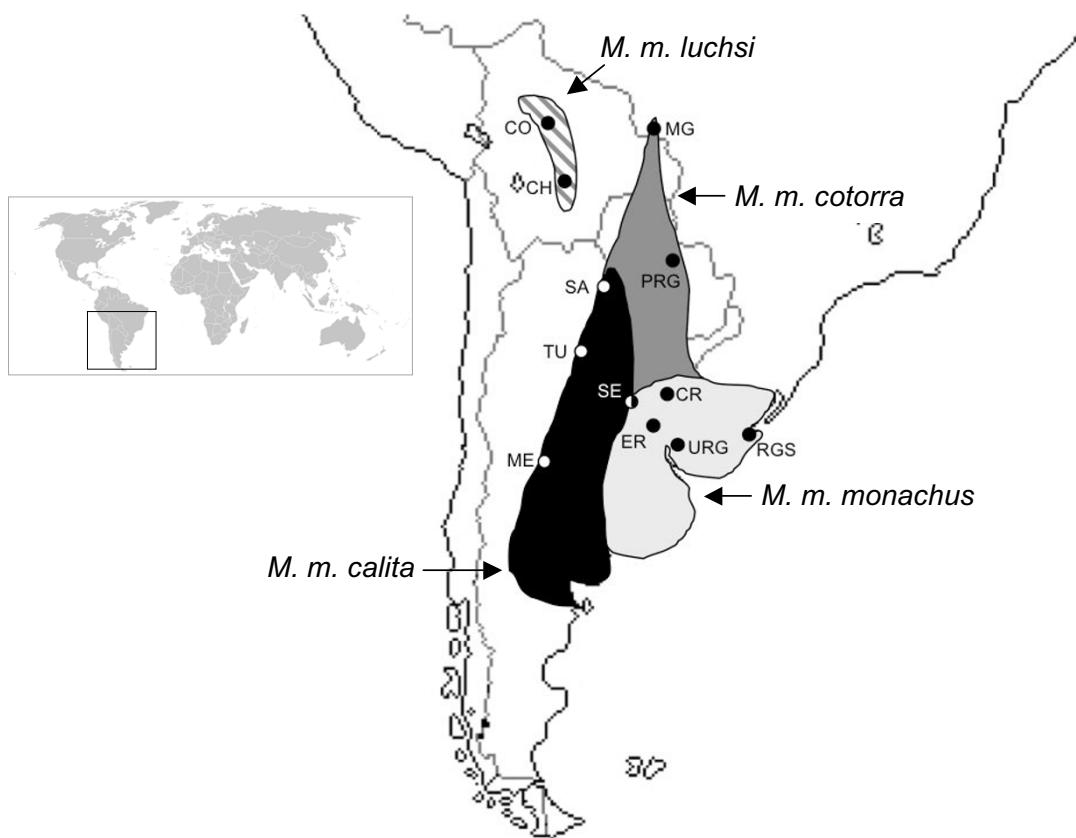 M. m. luchsi
CO
MG
CH
M. m. cotorra
PRG
SA
TU
SE
CR
ER
URG
RGS
ME
M. m. monachus
M. m. calita